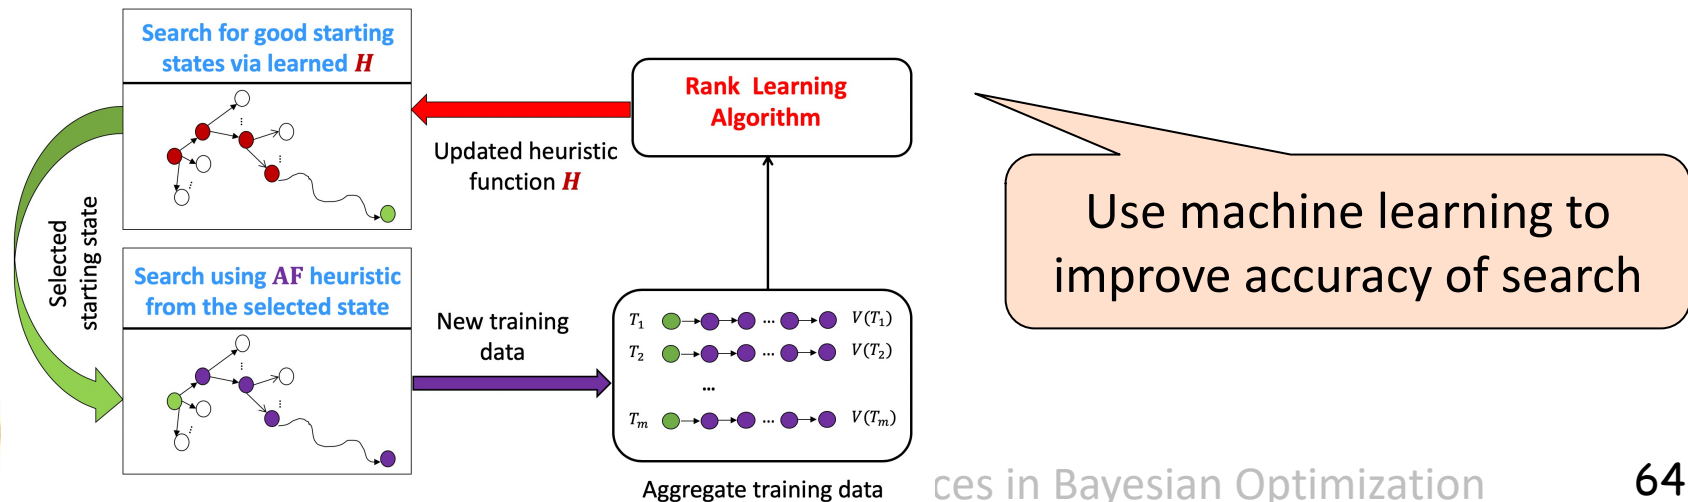 Search for good starting
states via learned H
Rank Learning
Algorithm
Updated heuristic
function H
Selected
starting state
Search using AF heuristic
from the selected state
New training
data
T₁ ... V(T₁)
T₂ ... V(T₂)
...
Tₘ ... V(Tₘ)
Aggregate training data
Use machine learning to
improve accuracy of search
ces in Bayesian Optimization
64